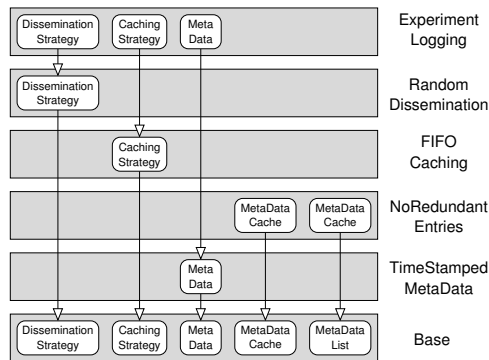 Dissemination Strategy
Caching Strategy
Meta Data
Experiment Logging
Dissemination Strategy
Random Dissemination
Caching Strategy
FIFO Caching
MetaData Cache
MetaData Cache
NoRedundant Entries
Meta Data
TimeStamped MetaData
Dissemination Strategy
Caching Strategy
Meta Data
MetaData Cache
MetaData List
Base